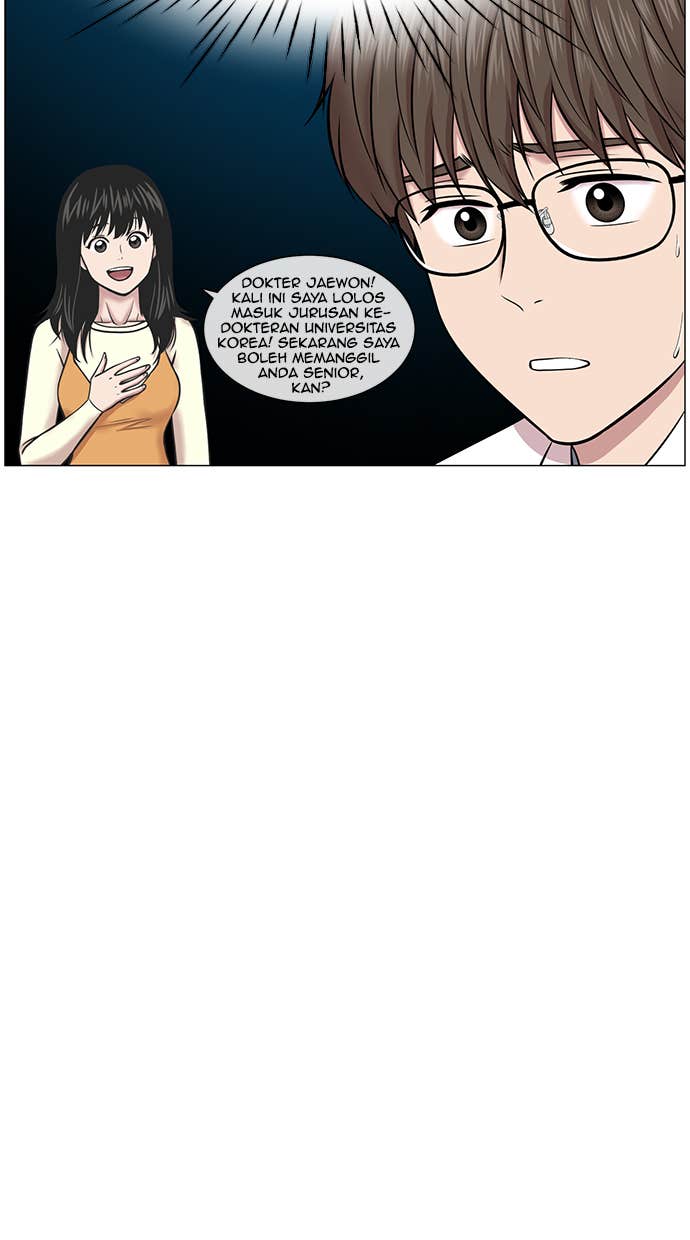 DOKTER JAEWON!
KALI INI SAYA LOLOS
MASUK JURUSAN KE-
DOKTERAN UNIVERSITAS
KOREA! SEKARANG SAYA
BOLEH MEMANGGIL
ANDA SENIOR,
KAN?